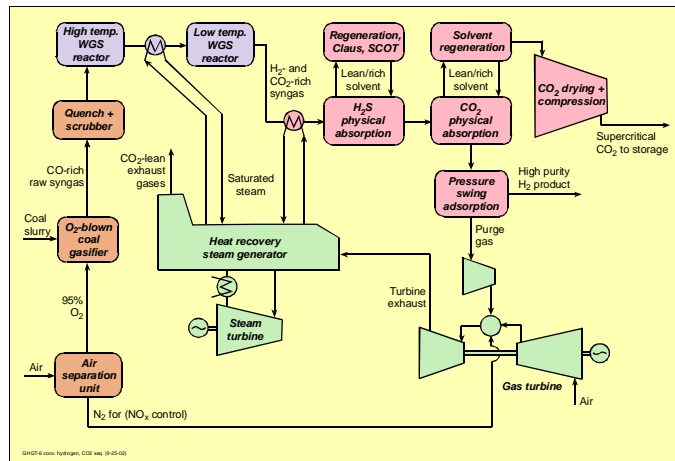 High temp.
WGS
reactor
Low temp.
WGS
reactor
Regeneration,
Claus, SCOT
Solvent
regeneration
H2- and
CO2-rich
syngas
Lean/rich
solvent
Lean/rich
solvent
CO2 drying +
compression
Quench +
scrubber
H2S
physical
absorption
CO2
physical
absorption
Supercritical
CO2 to storage
CO-rich
raw syngas
CO2-lean
exhaust
gases
Saturated
steam
High purity
H2 product
Pressure
swing
adsorption
Coal
slurry
O2-blown
coal
gasifier
Heat recovery
steam generator
Purge
gas
95%
O2
Turbine
exhaust
Steam
turbine
Air
Air
separation
unit
Gas turbine
Air
N2 for (NOx control)
GHGT-6 conv. hydrogen, CO2 seq. (9-25-02)